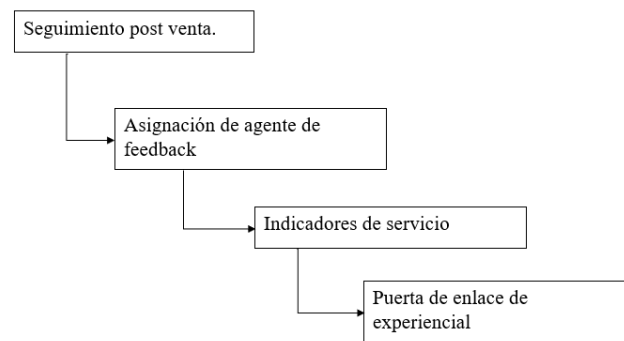 Seguimiento post venta.
Asignación de agente de
feedback
Indicadores de servicio
Puerta de enlace de
experiencial